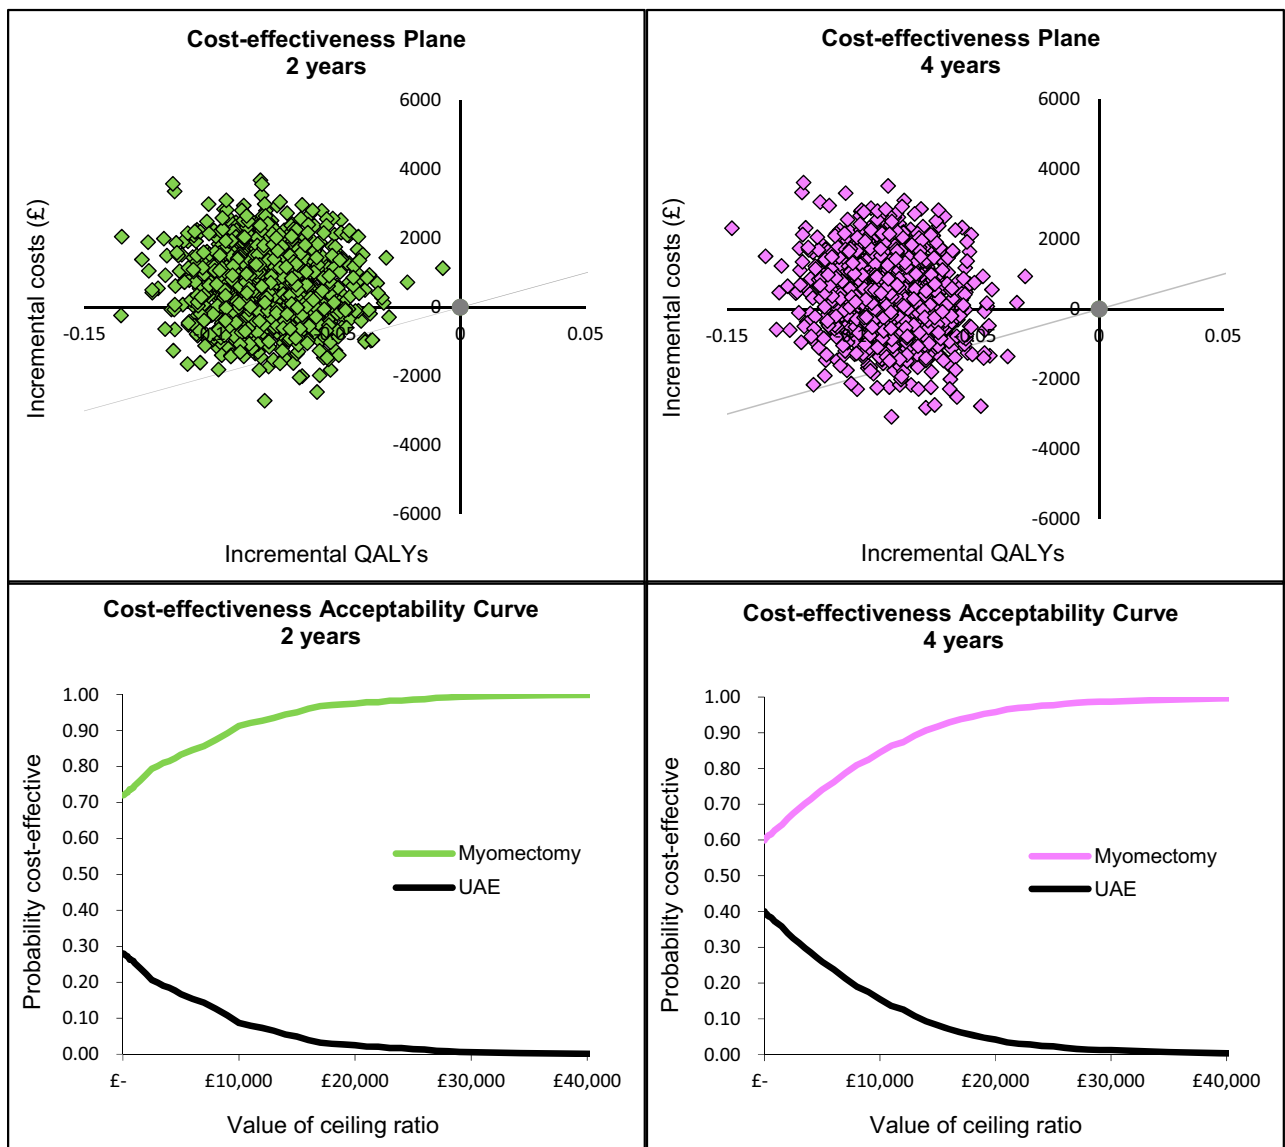 Cost-effectiveness Plane
2 years
6000
4000
2000
0
-2000
-4000
-6000
-0.15
0
0.05
Incremental costs (£)
Incremental QALYs
Cost-effectiveness Plane
4 years
6000
4000
2000
0
-2000
-4000
-6000
-0.15
0
0.05
Incremental costs (£)
Incremental QALYs
Cost-effectiveness Acceptability Curve
2 years
1.00
0.90
0.80
0.70
0.60
0.50
0.40
0.30
0.20
0.10
0.00
Probability cost-effective
Myomectomy
UAE
£- £10,000 £20,000 £30,000 £40,000
Value of ceiling ratio
Cost-effectiveness Acceptability Curve
4 years
1.00
0.90
0.80
0.70
0.60
0.50
0.40
0.30
0.20
0.10
0.00
Probability cost-effective
Myomectomy
UAE
£- £10,000 £20,000 £30,000 £40,000
Value of ceiling ratio